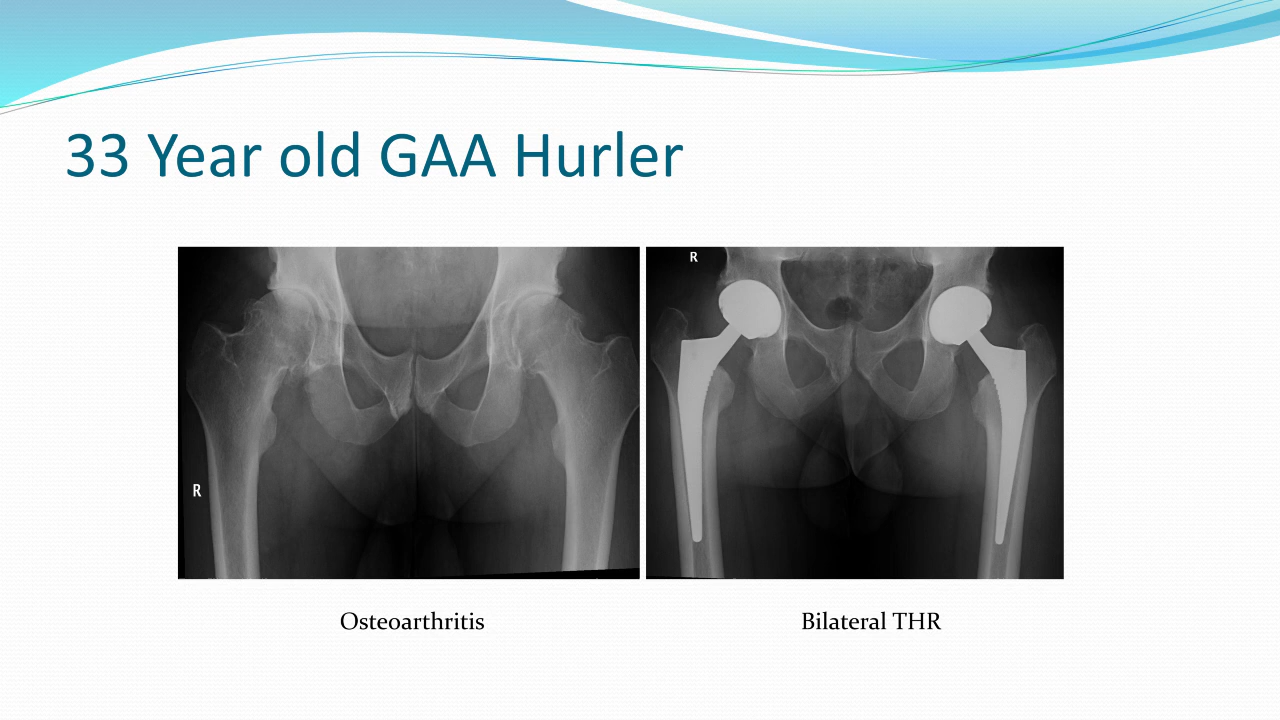 33 Year old GAA Hurler
R
R
Osteoarthritis
Bilateral THR